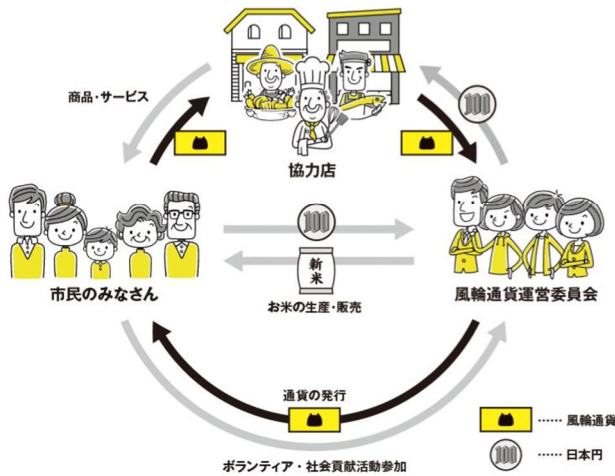 商品・サービス
100
協力店
100
新米
市民のみなさん
お米の生産・販売
風輪通貨運営委員会
通貨の発行
ボランティア・社会貢献活動参加
…… 風輪通貨
100 …… 日本円